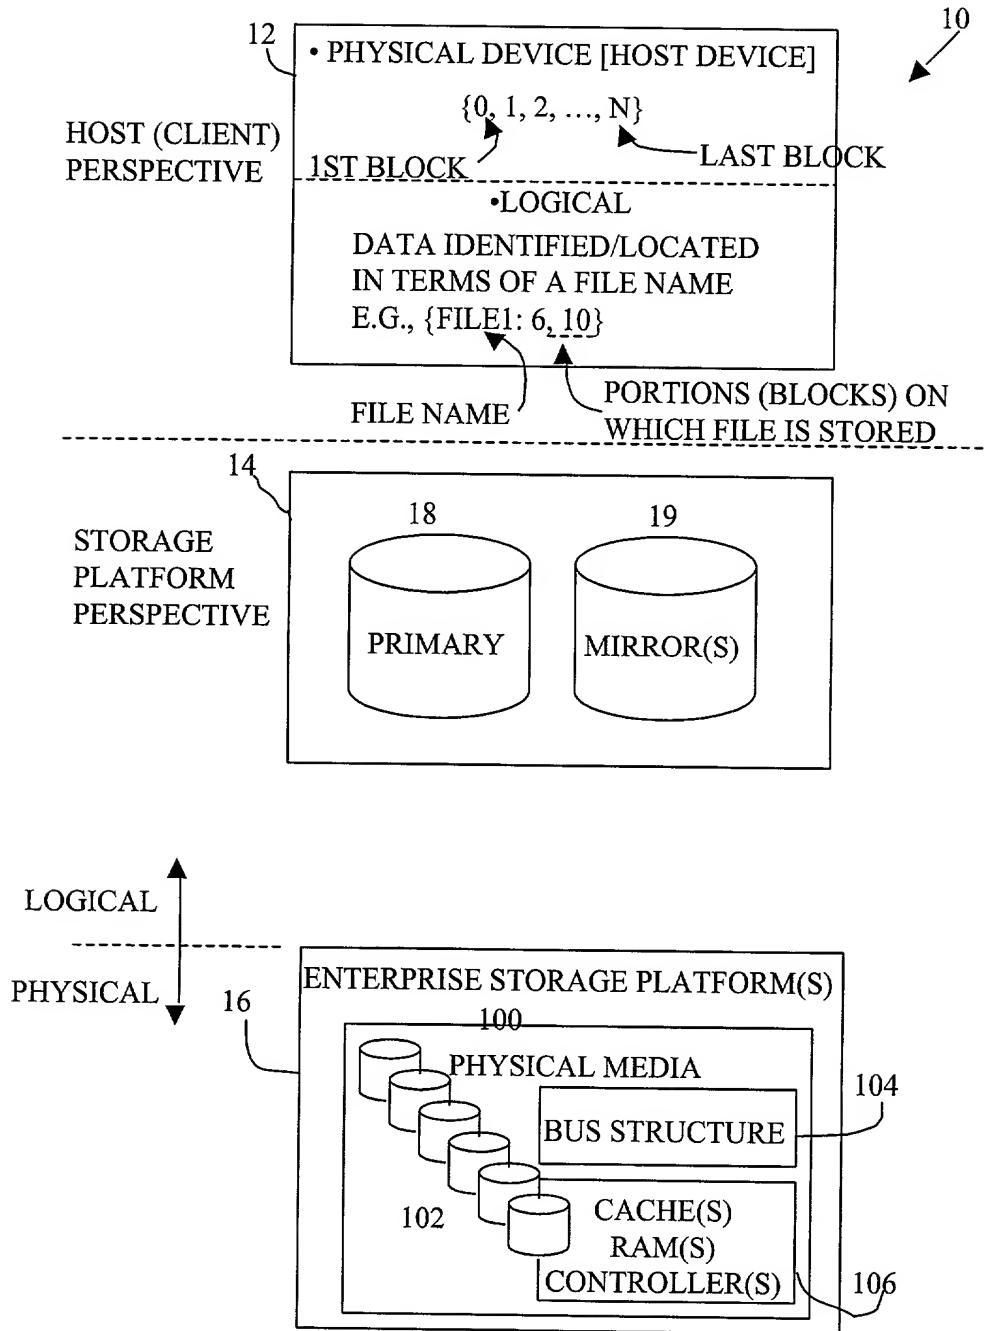 10
12
• PHYSICAL DEVICE [HOST DEVICE]
{0, 1, 2, ..., N}
HOST (CLIENT)
PERSPECTIVE
1ST BLOCK
LAST BLOCK
•LOGICAL
DATA IDENTIFIED/LOCATED
IN TERMS OF A FILE NAME
E.G., {FILE1: 6, 10}
FILE NAME
PORTIONS (BLOCKS) ON
WHICH FILE IS STORED
14
STORAGE
PLATFORM
PERSPECTIVE
18
19
PRIMARY
MIRROR(S)
LOGICAL
PHYSICAL
16
ENTERPRISE STORAGE PLATFORM(S)
100
PHYSICAL MEDIA
104
BUS STRUCTURE
102
CACHE(S)
RAM(S)
CONTROLLER(S)
106